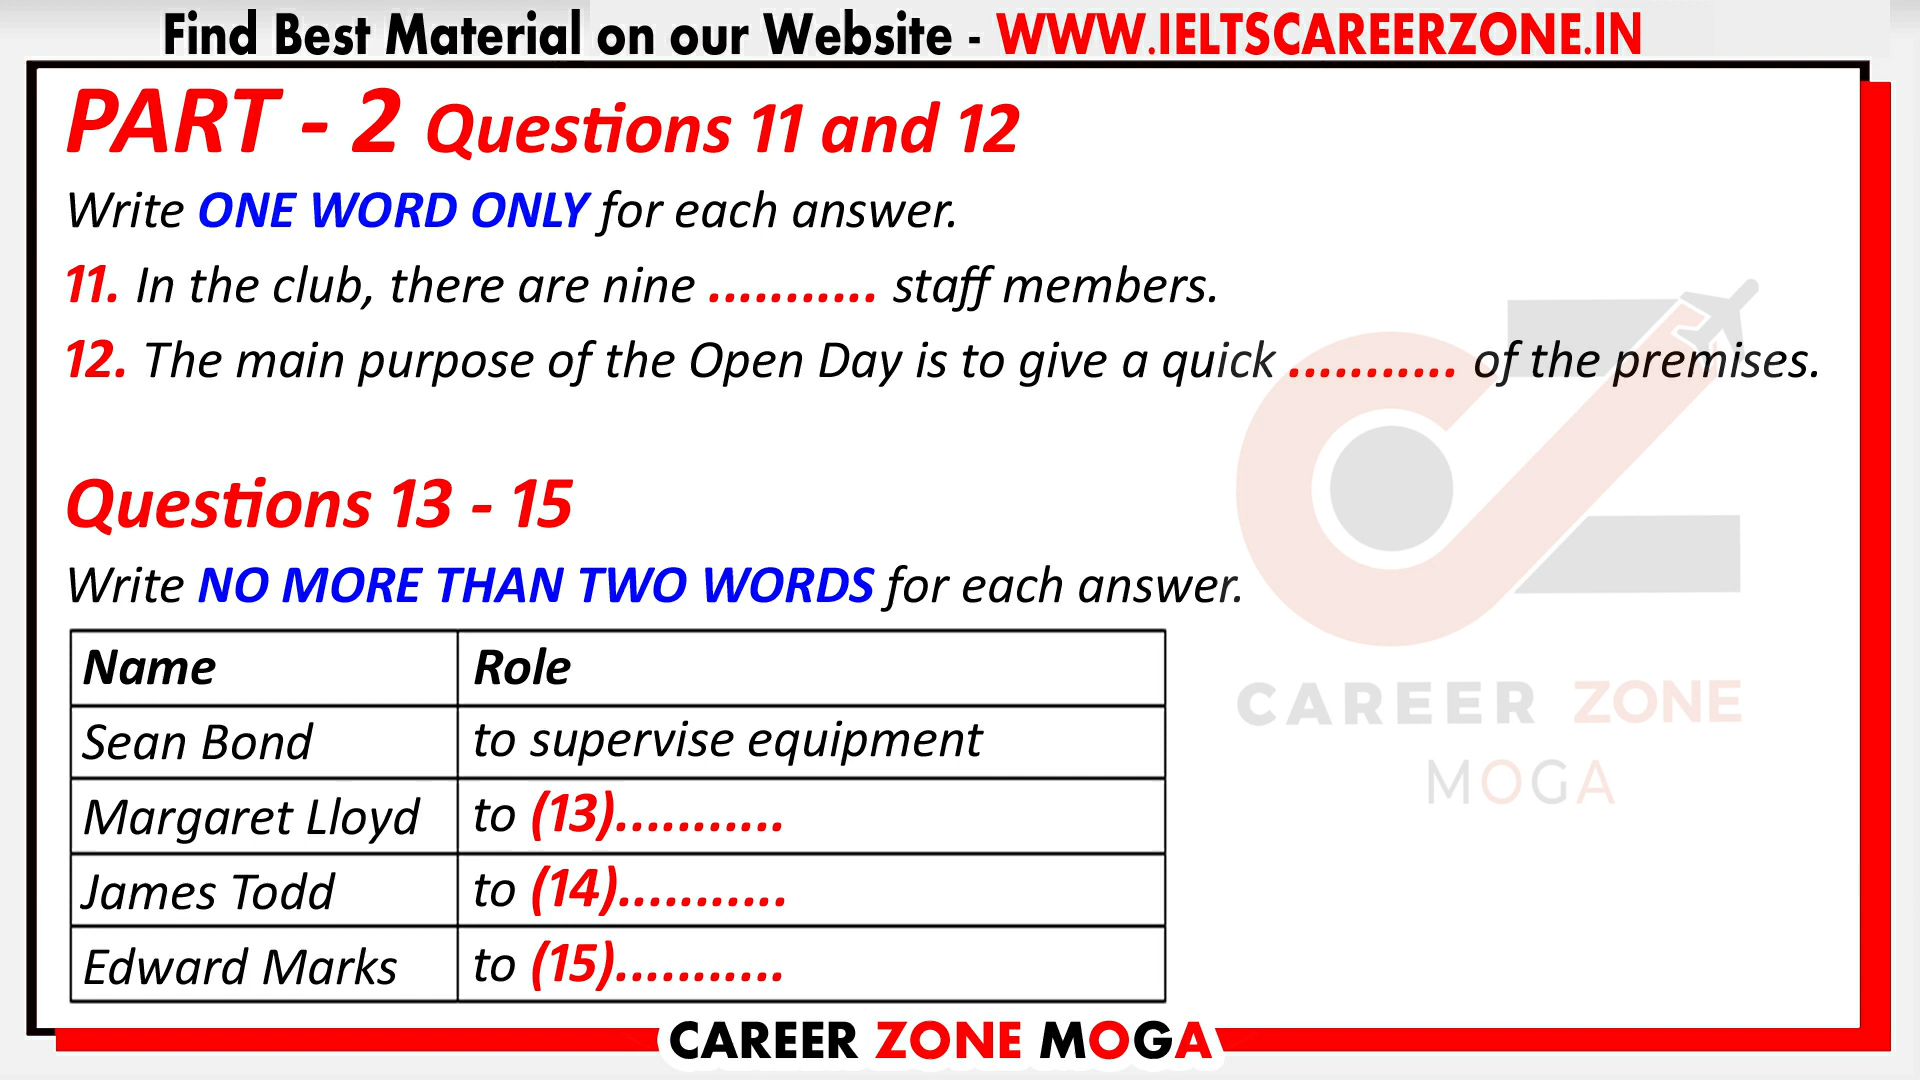 Find Best Material on our Website - WWW.IELTSCAREERZONE.IN
PART - 2 Questions 11 and 12
Write ONE WORD ONLY for each answer.
11. In the club, there are nine ........... staff members.
12. The main purpose of the Open Day is to give a quick ........... of the premises.
Questions 13 - 15
Write NO MORE THAN TWO WORDS for each answer.
Name Role
Sean Bond to supervise equipment
Margaret Lloyd to (13)...........
James Todd to (14)...........
Edward Marks to (15)...........
CAREER ZONE
MOGA
CAREER ZONE MOGA